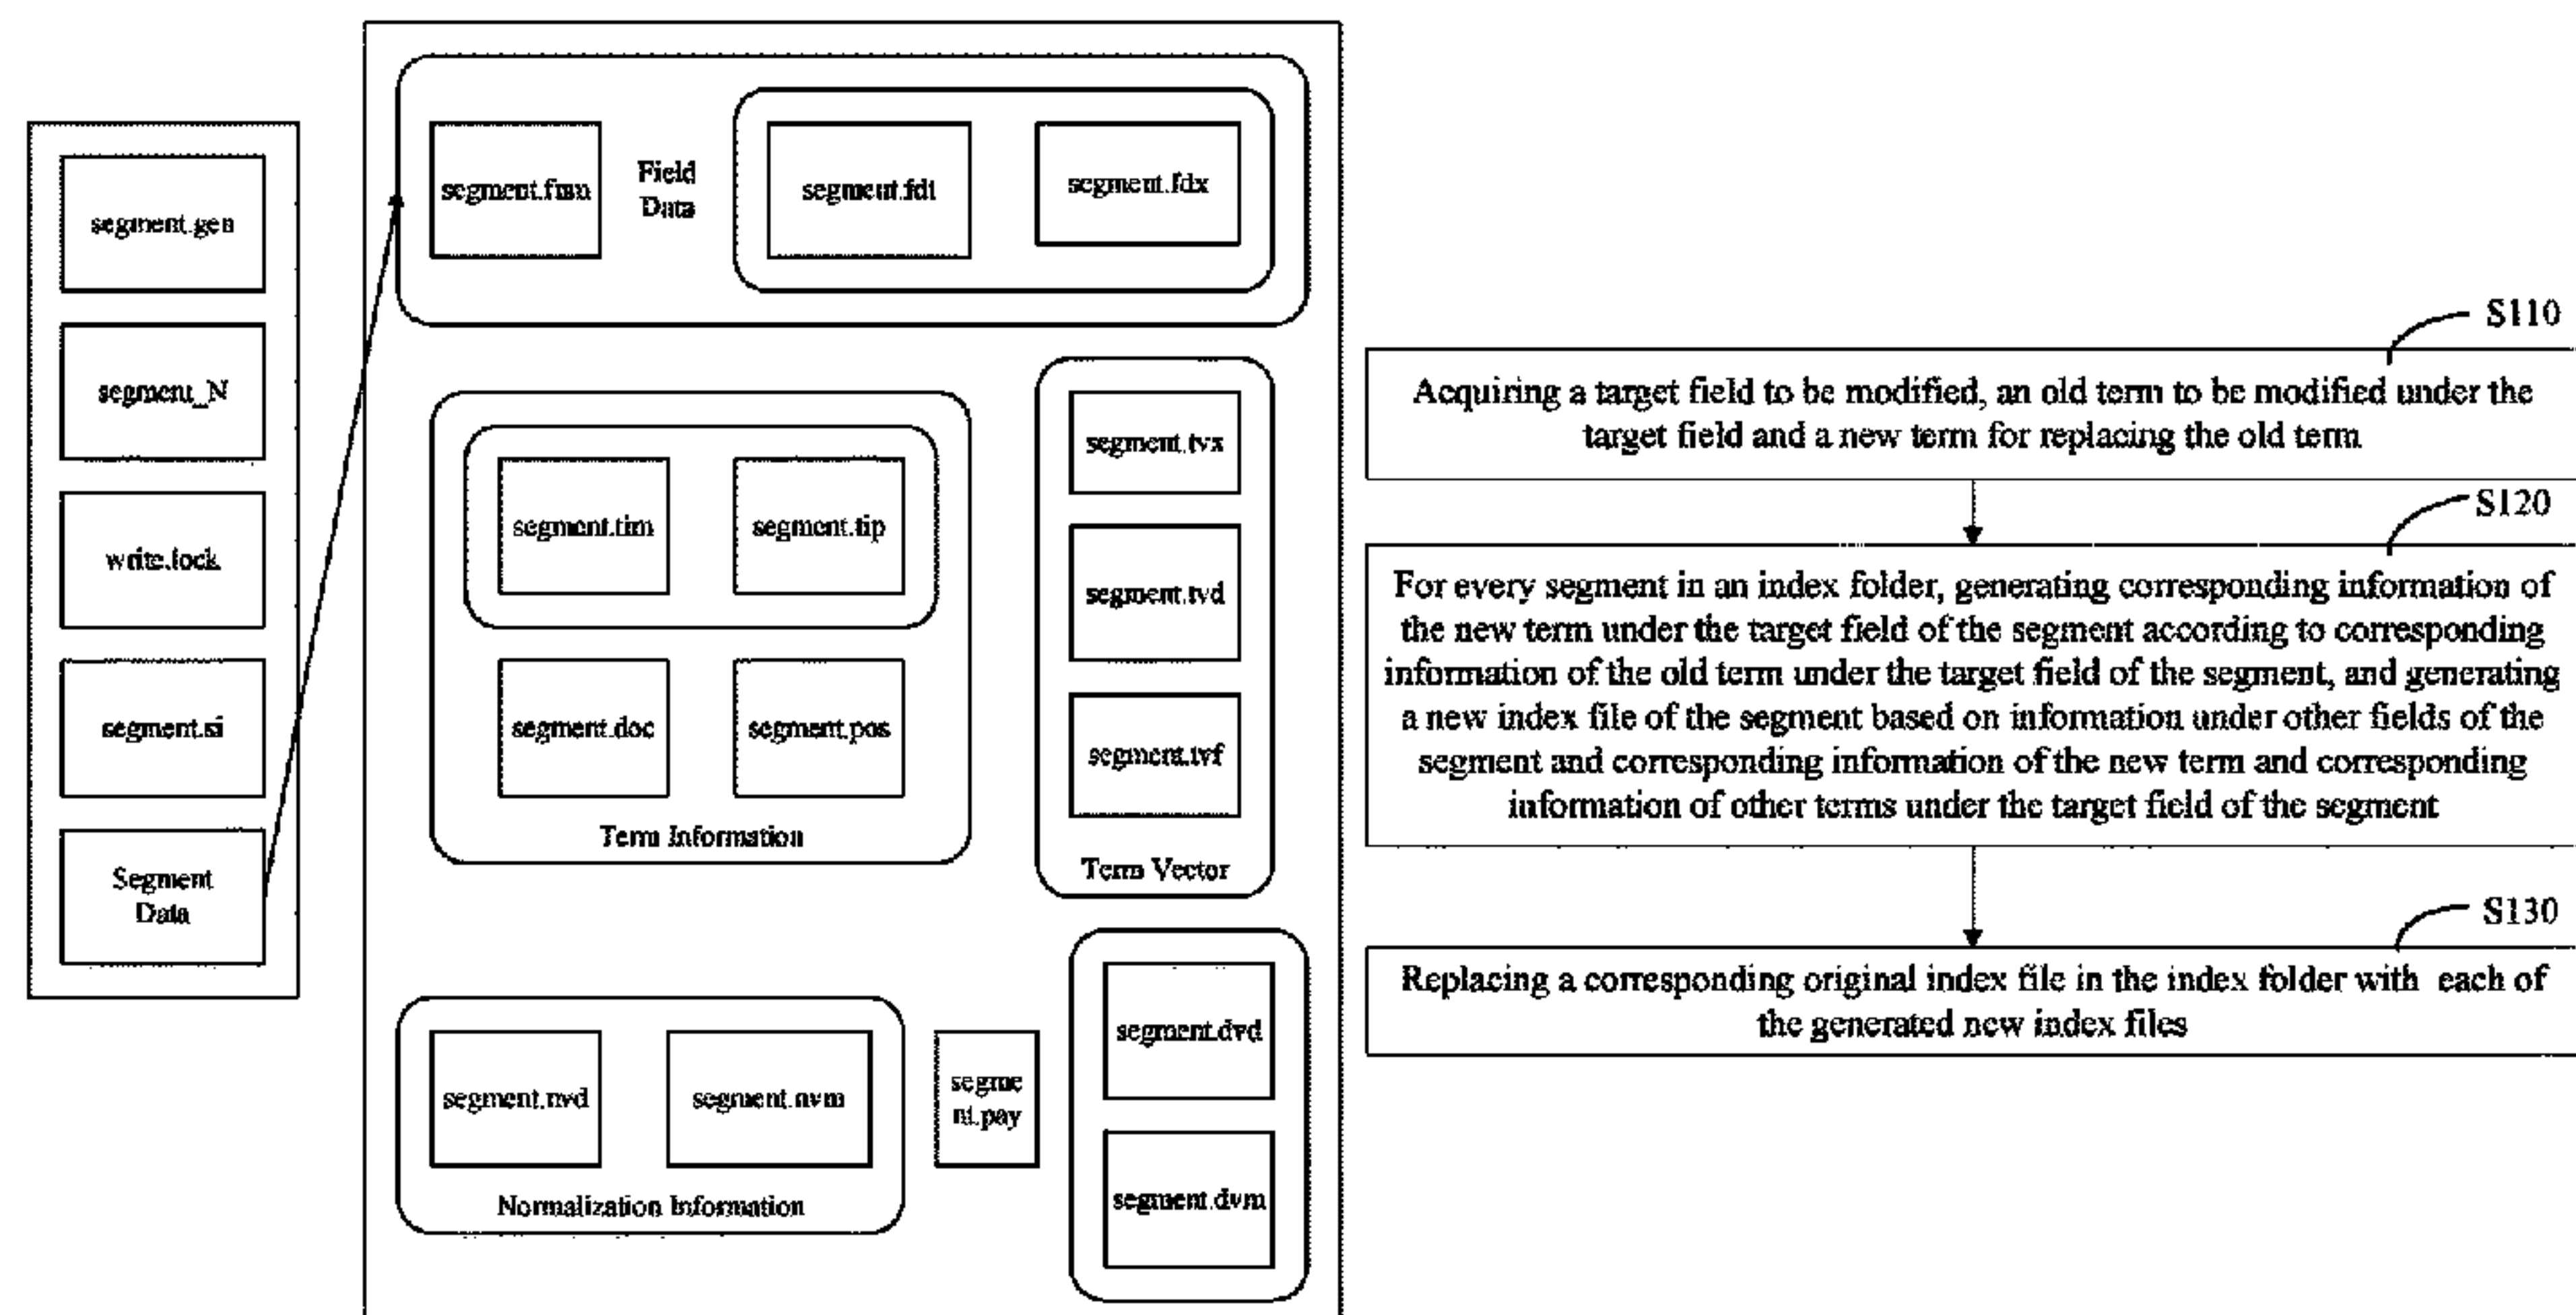 segment.gen
segment_N
write.lock
segment.si
Segment
Data
Field
Data
segment.fdt
segment.fdx
segment.tim
segment.tip
segment.doc
segment.pos
Term Information
segment.tvx
segment.tvd
segment.tvf
Term Vector
segment.nvd
segment.nvm
Normalization Information
segme
nt.pay
segment.dvd
segment.dvm
S110
Acquiring a target field to be modified, an old term to be modified under the
target field and a new term for replacing the old term
S120
For every segment in an index folder, generating corresponding information of
the new term under the target field of the segment according to corresponding
information of the old term under the target field of the segment, and generating
a new index file of the segment based on information under other fields of the
segment and corresponding information of the new term and corresponding
information of other terms under the target field of the segment
S130
Replacing a corresponding original index file in the index folder with each of
the generated new index files